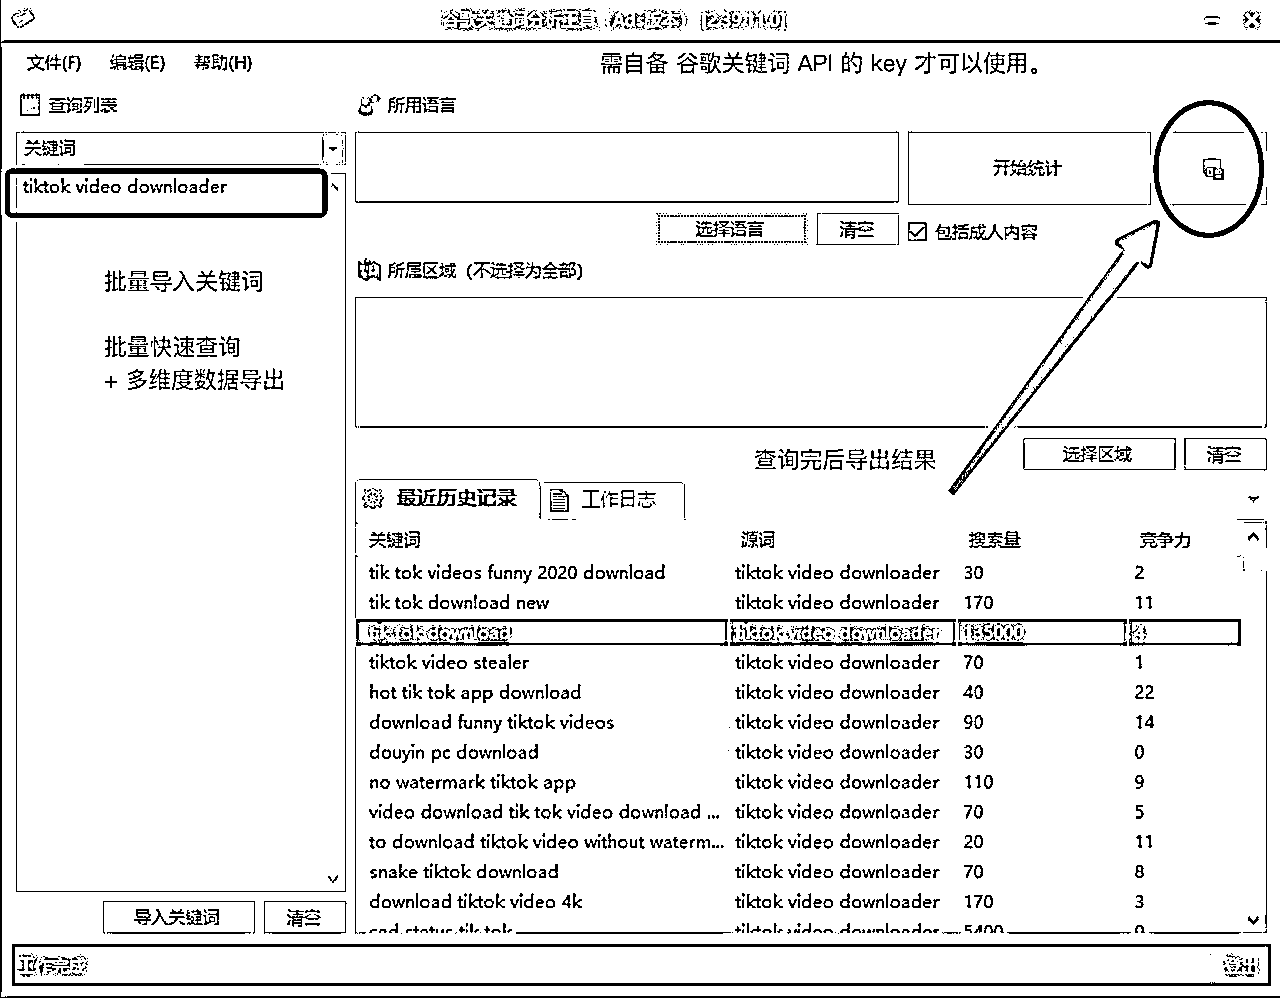 谷歌关键词分析工具
文件(F) 编辑(E) 帮助(H)
需自备 谷歌关键词 API 的 key 才可以使用。
查询列表
所用语言
关键词
tiktok video downloader
开始统计
选择语言 清空 包括成人内容
批量导入关键词
所属区域 (不选择为全部)
批量快速查询
+ 多维度数据导出
查询完后导出结果
选择区域 清空
最近历史记录 工作日志
关键词 源词 搜索量 竞争力
tik tok videos funny 2020 download tiktok video downloader 30 2
tik tok download new tiktok video downloader 170 11
tiktok download tiktok video downloader 135000 4
tiktok video stealer tiktok video downloader 70 1
hot tik tok app download tiktok video downloader 40 22
download funny tiktok videos tiktok video downloader 90 14
douyin pc download tiktok video downloader 30 0
no watermark tiktok app tiktok video downloader 110 9
video download tik tok video download ... tiktok video downloader 70 5
to download tiktok video without waterm... tiktok video downloader 20 11
snake tiktok download tiktok video downloader 70 8
download tiktok video 4k tiktok video downloader 170 3
sad status tik tok tiktok video downloader 5400 0
导入关键词 清空
工作完成 登出